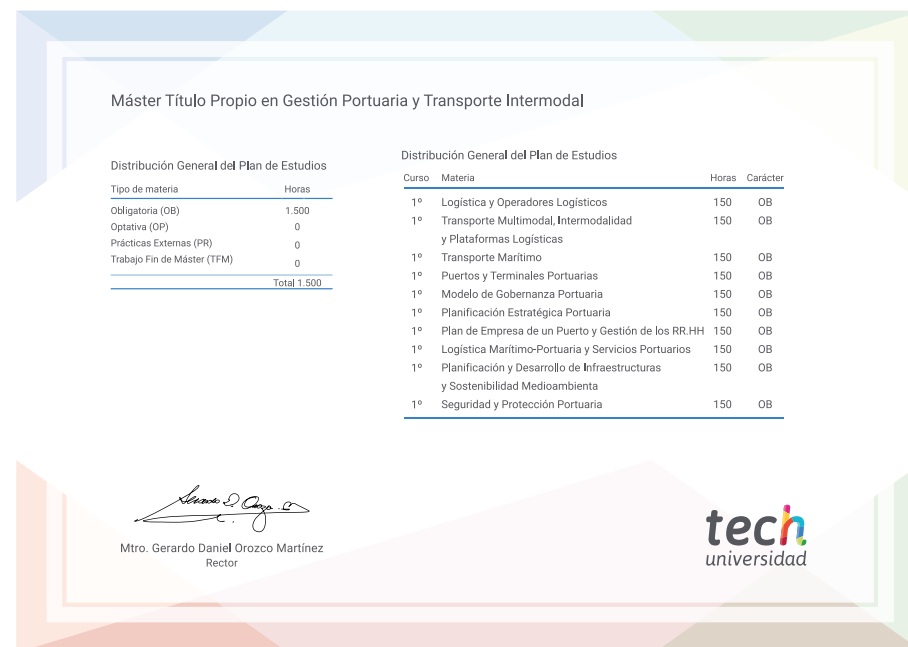 Máster Título Propio en Gestión Portuaria y Transporte Intermodal
Distribución General del Plan de Estudios
Tipo de materia Horas
Obligatoria (OB) 1.500
Optativa (OP) 0
Prácticas Externas (PR) 0
Trabajo Fin de Máster (TFM) 0
Total 1.500
Distribución General del Plan de Estudios
Curso Materia Horas Carácter
1º Logística y Operadores Logísticos 150 OB
1º Transporte Multimodal, Intermodalidad 150 OB
y Plataformas Logísticas
1º Transporte Marítimo 150 OB
1º Puertos y Terminales Portuarias 150 OB
1º Modelo de Gobernanza Portuaria 150 OB
1º Planificación Estratégica Portuaria 150 OB
1º Plan de Empresa de un Puerto y Gestión de los RR.HH 150 OB
1º Logística Marítimo-Portuaria y Servicios Portuarios 150 OB
1º Planificación y Desarrollo de Infraestructuras 150 OB
y Sostenibilidad Medioambienta
1º Seguridad y Protección Portuaria 150 OB
Mtro. Gerardo Daniel Orozco Martínez
Rector
tech
universidad